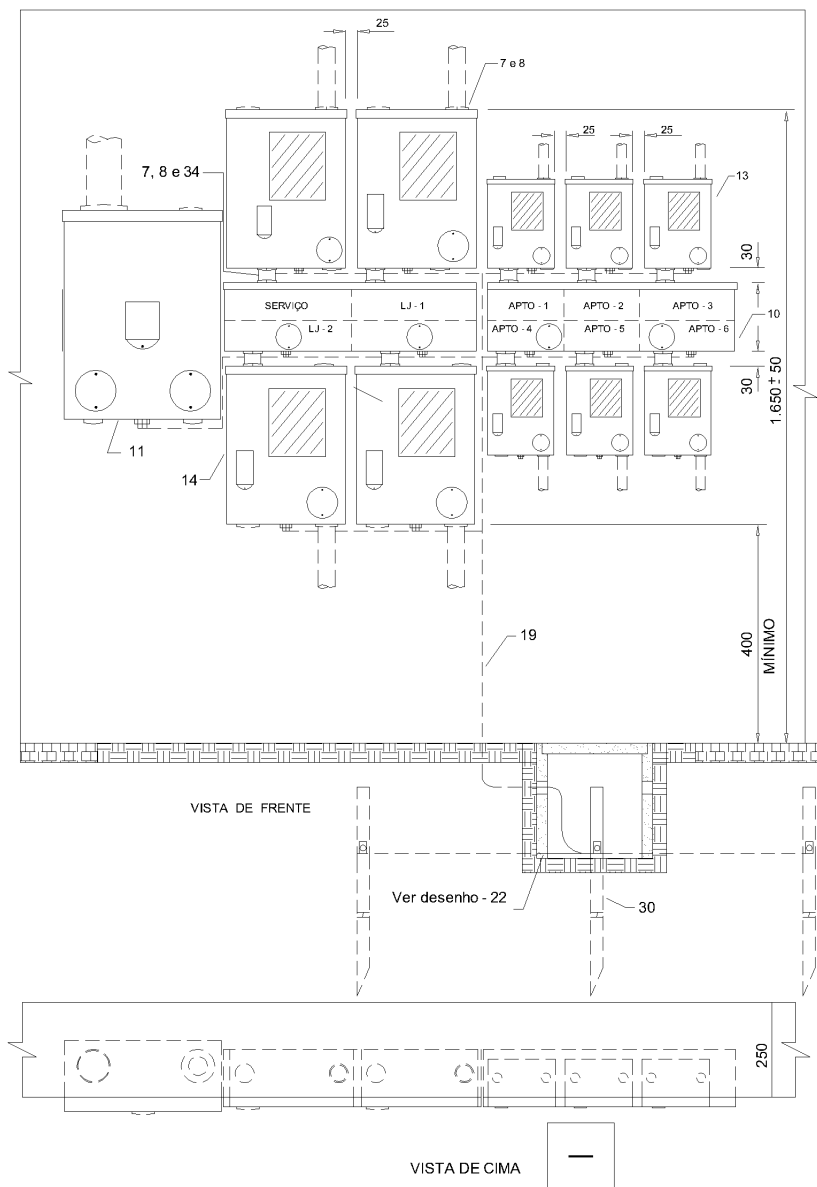 25
7 e 8
25
25
7, 8 e 34
13
30
SERVIÇO
LJ - 1
APTO - 1
APTO - 2
APTO - 3
10
LJ - 2
APTO - 4
APTO - 5
APTO - 6
30
1.650 ± 50
11
14
19
400
MÍNIMO
VISTA DE FRENTE
Ver desenho - 22
30
250
VISTA DE CIMA